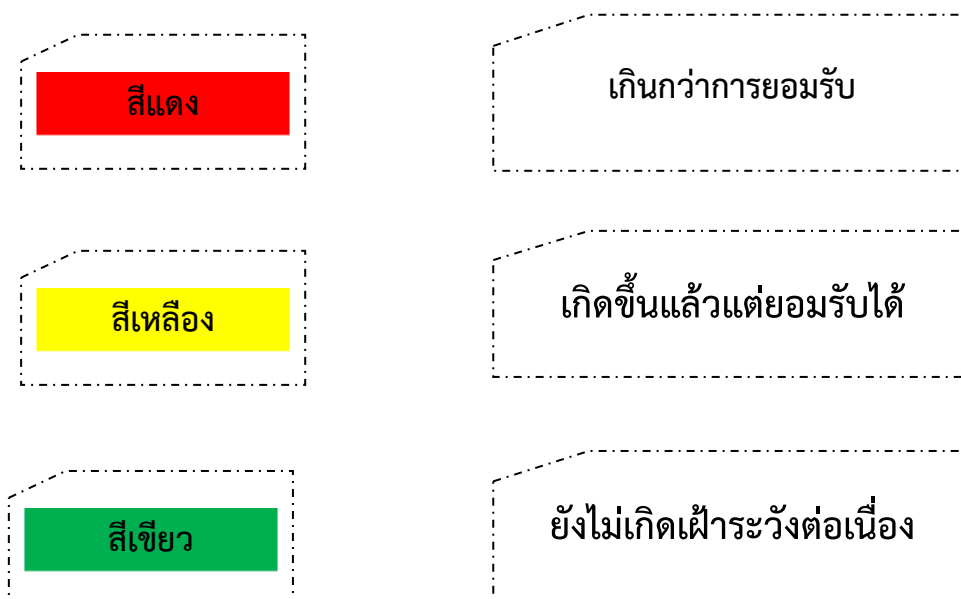 สีแดง
เกินกว่าการยอมรับ
สีเหลือง
เกิดขึ้นแล้วแต่ยอมรับได้
สีเขียว
ยังไม่เกิดเฝ้าระวังต่อเนื่อง